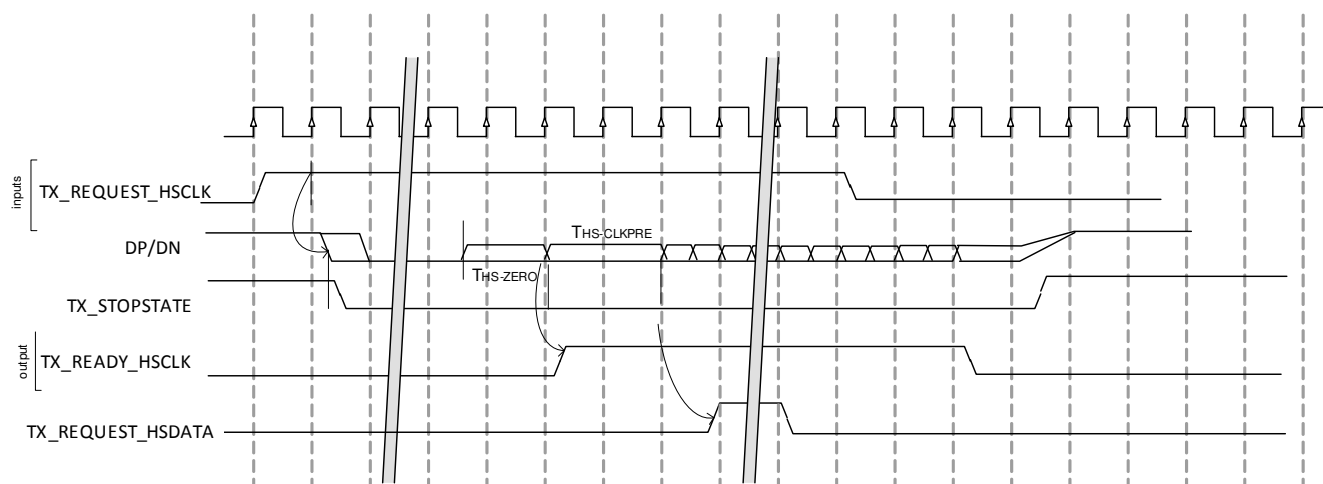 inputs
TX_REQUEST_HSCLK
DP/DN
THS-CLKPRE
THS-ZERO
TX_STOPSTATE
output
TX_READY_HSCLK
TX_REQUEST_HSDATA